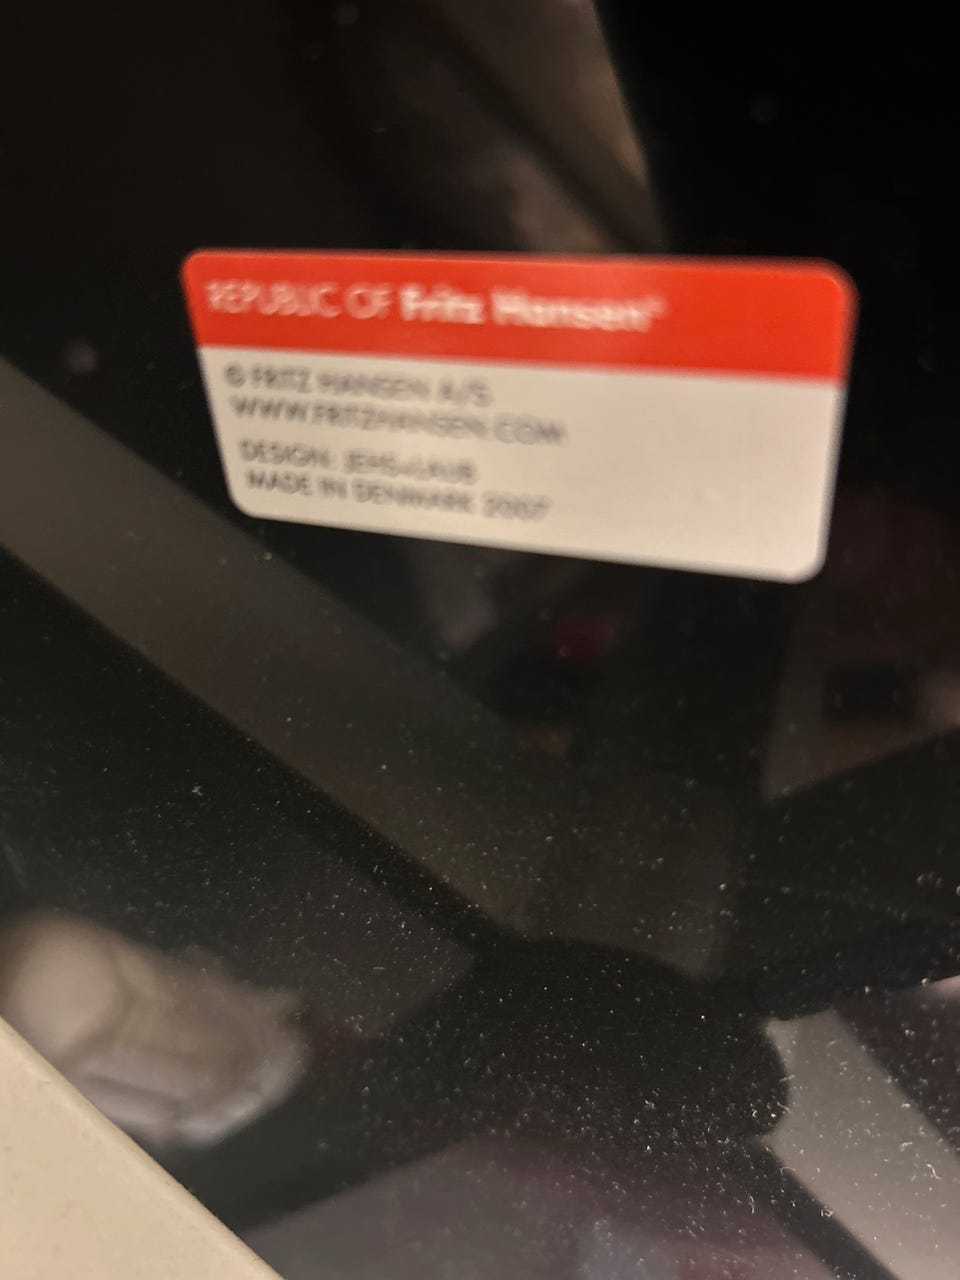 REPUBLIC OF Fritz Hansen®
© FRITZ HANSEN A/S
WWW.FRITZHANSEN.COM
DESIGN: JEHS+LAUB
MADE IN DENMARK 2007